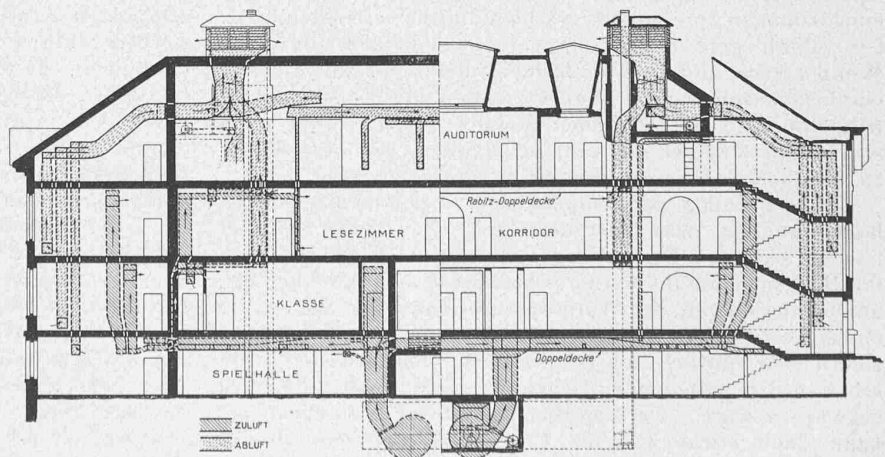 AUDITORIUM
Rabitz-Doppeldecke
LESEZIMMER
KORRIDOR
KLASSE
Doppeldecke
SPIELHALLE
ZULUFT
ABLUFT